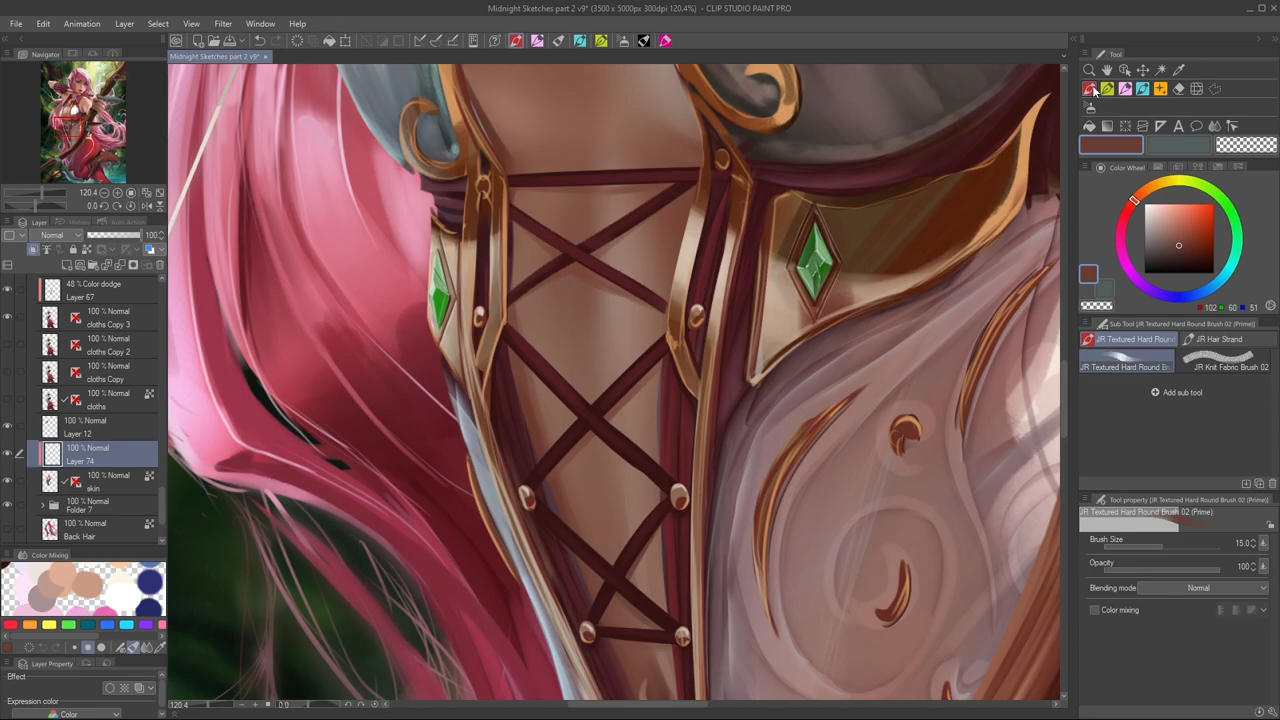 Midnight Sketches part 2 v9* (3500 x 5000px 300dpi 120.4%) - CLIP STUDIO PAINT PRO
File Edit Animation Layer Select View Filter Window Help
Navigator
Midnight Sketches part 2 v9*
120.4
0.0
Layer
Normal 100
48 % Color dodge
Layer 67
100 % Normal
cloths Copy 3
100 % Normal
cloths Copy 2
100 % Normal
cloths Copy
100 % Normal
cloths
100 % Normal
Layer 12
100 % Normal
Layer 74
100 % Normal
skin
100 % Normal
Folder 7
100 % Normal
Back Hair
Color Mixing
Layer Property
Effect
Expression color
Color
120.4 0.0
Tool
Color Wheel
102 60 51
Sub Tool [JR Textured Hard Round Brush 02 (Prime)]
JR Textured Hard Round
JR Hair Strand
JR Textured Hard Round Br
JR Knit Fabric Brush 02
Add sub tool
Tool property [JR Textured Hard Round Brush 02 (Prime)]
JR Textured Hard Round Brush 02 (Prime)
Brush Size 15.0
Opacity 100
Blending mode Normal
Color mixing